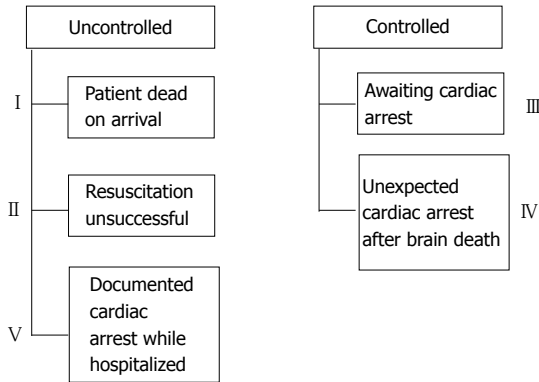 Uncontrolled
I
Patient dead
on arrival
II
Resuscitation
unsuccessful
V
Documented
cardiac
arrest while
hospitalized
Controlled
Awaiting cardiac
arrest
III
Unexpected
cardiac arrest
after brain death
IV